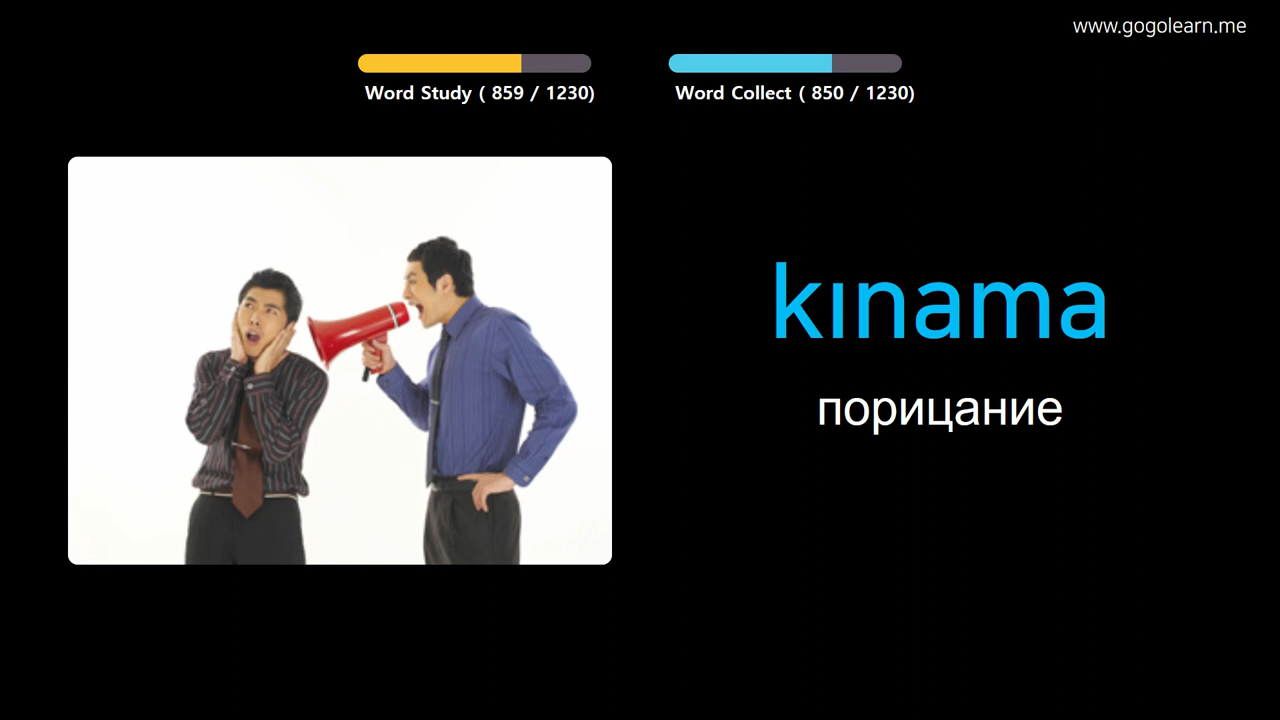 www.gogolearn.me
Word Study ( 859 / 1230)
Word Collect ( 850 / 1230)
kınama
порицание